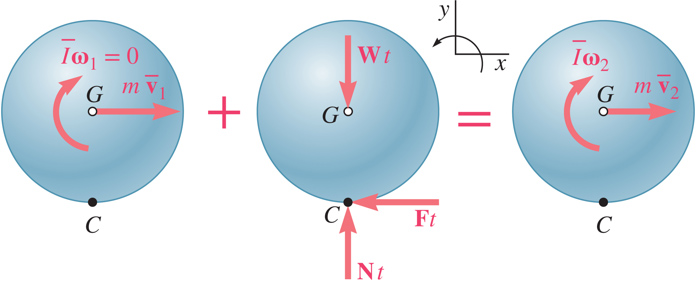 Īω₁ = 0
G
m v̄₁
C
+
Wt
G
C
Ft
Nt
y
x
=
Īω₂
G
m v̄₂
C